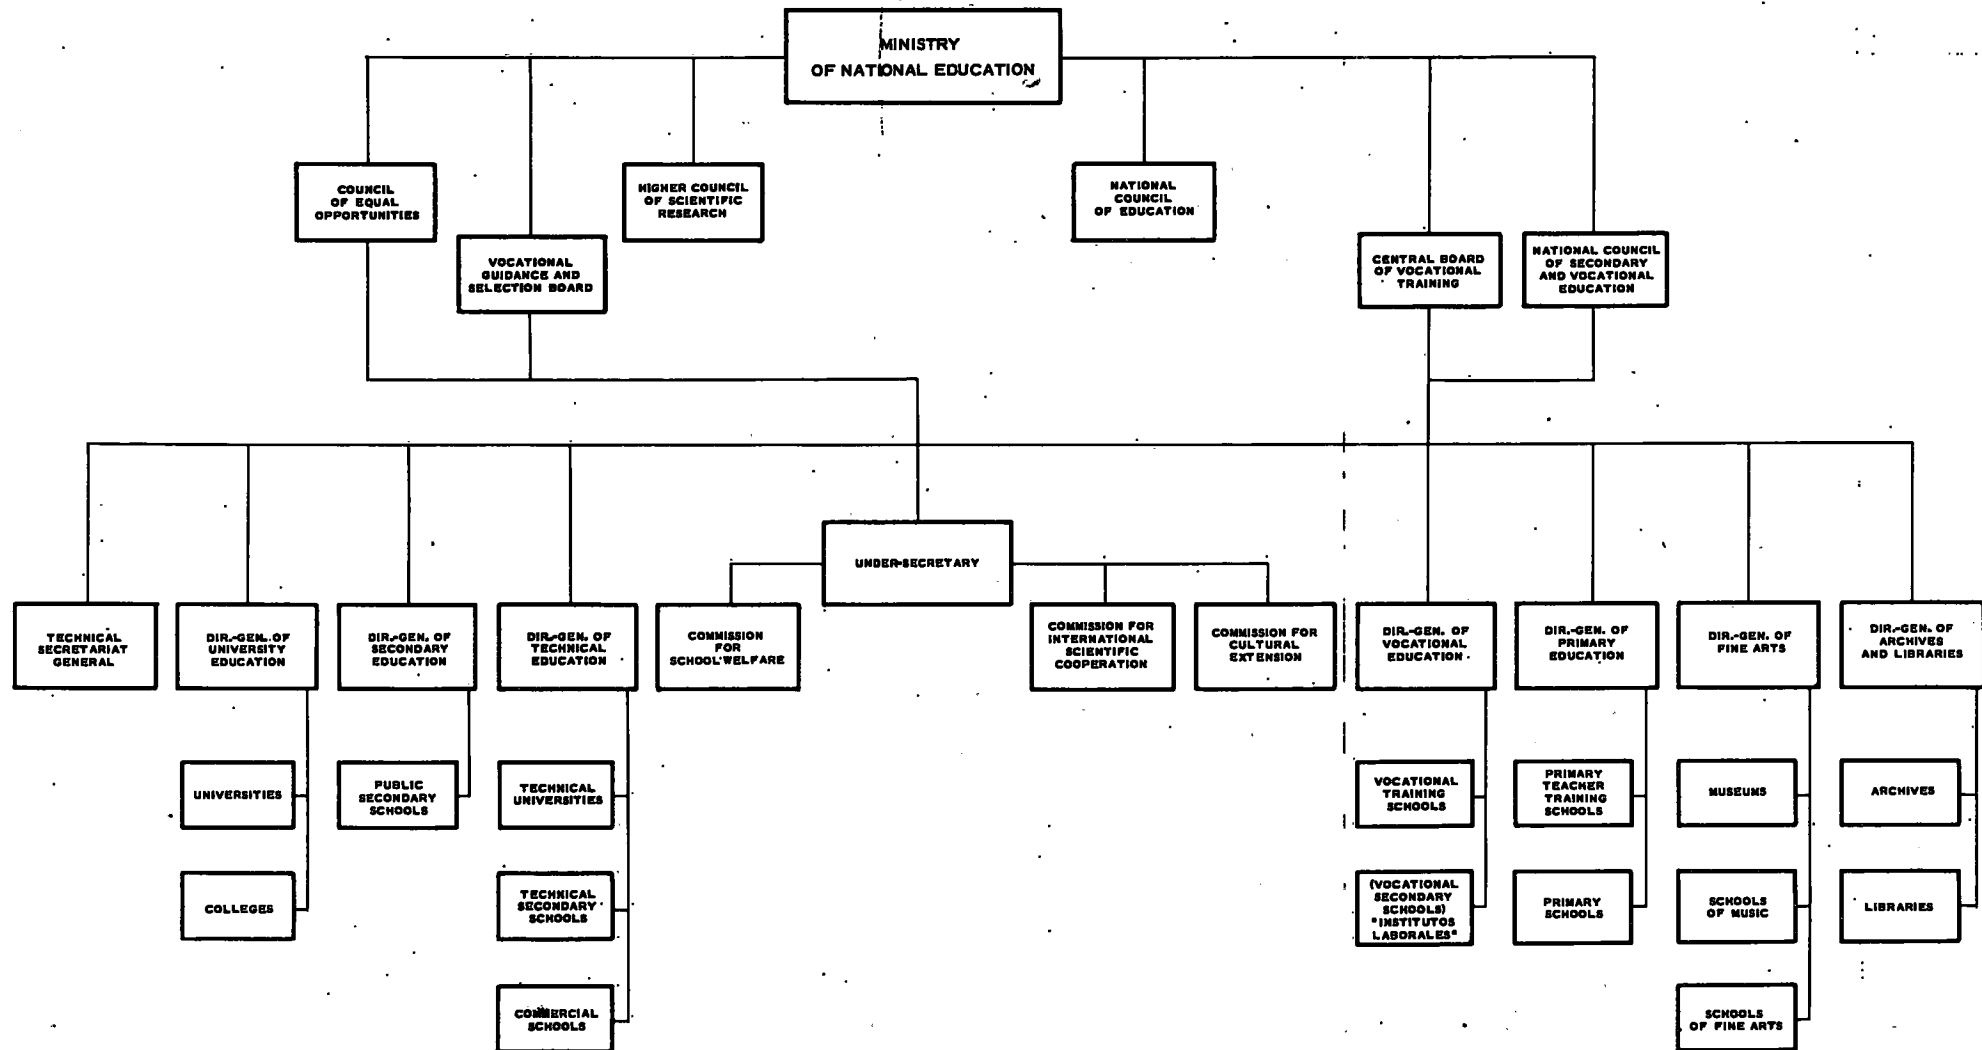 MINISTRY
OF NATIONAL EDUCATION
COUNCIL
OF EQUAL
OPPORTUNITIES
HIGHER COUNCIL
OF SCIENTIFIC
RESEARCH
NATIONAL
COUNCIL
OF EDUCATION
VOCATIONAL
GUIDANCE AND
SELECTION BOARD
CENTRAL BOARD
OF VOCATIONAL
TRAINING
NATIONAL COUNCIL
OF SECONDARY
AND VOCATIONAL
EDUCATION
UNDER-SECRETARY
TECHNICAL
SECRETARIAT
GENERAL
DIR.-GEN. OF
UNIVERSITY
EDUCATION
DIR.-GEN. OF
SECONDARY
EDUCATION
DIR.-GEN. OF
TECHNICAL
EDUCATION
COMMISSION
FOR
SCHOOL WELFARE
COMMISSION FOR
INTERNATIONAL
SCIENTIFIC
COOPERATION
COMMISSION FOR
CULTURAL
EXTENSION
DIR.-GEN. OF
VOCATIONAL
EDUCATION
DIR.-GEN. OF
PRIMARY
EDUCATION
DIR.-GEN. OF
FINE ARTS
DIR.-GEN. OF
ARCHIVES
AND LIBRARIES
UNIVERSITIES
PUBLIC
SECONDARY
SCHOOLS
TECHNICAL
UNIVERSITIES
VOCATIONAL
TRAINING
SCHOOLS
PRIMARY
TEACHER
TRAINING
SCHOOLS
MUSEUMS
ARCHIVES
COLLEGES
TECHNICAL
SECONDARY
SCHOOLS
(VOCATIONAL
SECONDARY
SCHOOLS)
"INSTITUTOS
LABORALES"
PRIMARY
SCHOOLS
SCHOOLS
OF MUSIC
LIBRARIES
COMMERCIAL
SCHOOLS
SCHOOLS
OF FINE ARTS